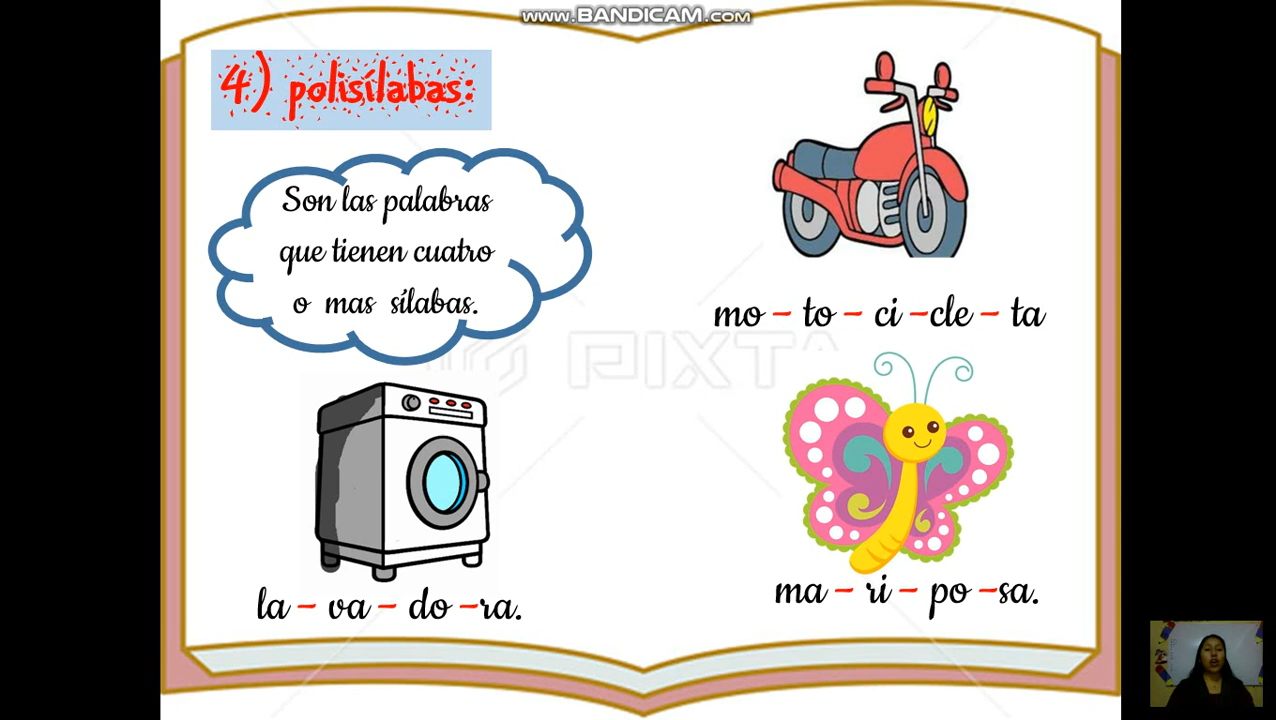 www.BANDICAM.com
4) polisílabas:
Son las palabras
que tienen cuatro
o mas sílabas.
mo - to - ci -cle - ta
PIXTA
la - va - do -ra.
ma - ri - po -sa.